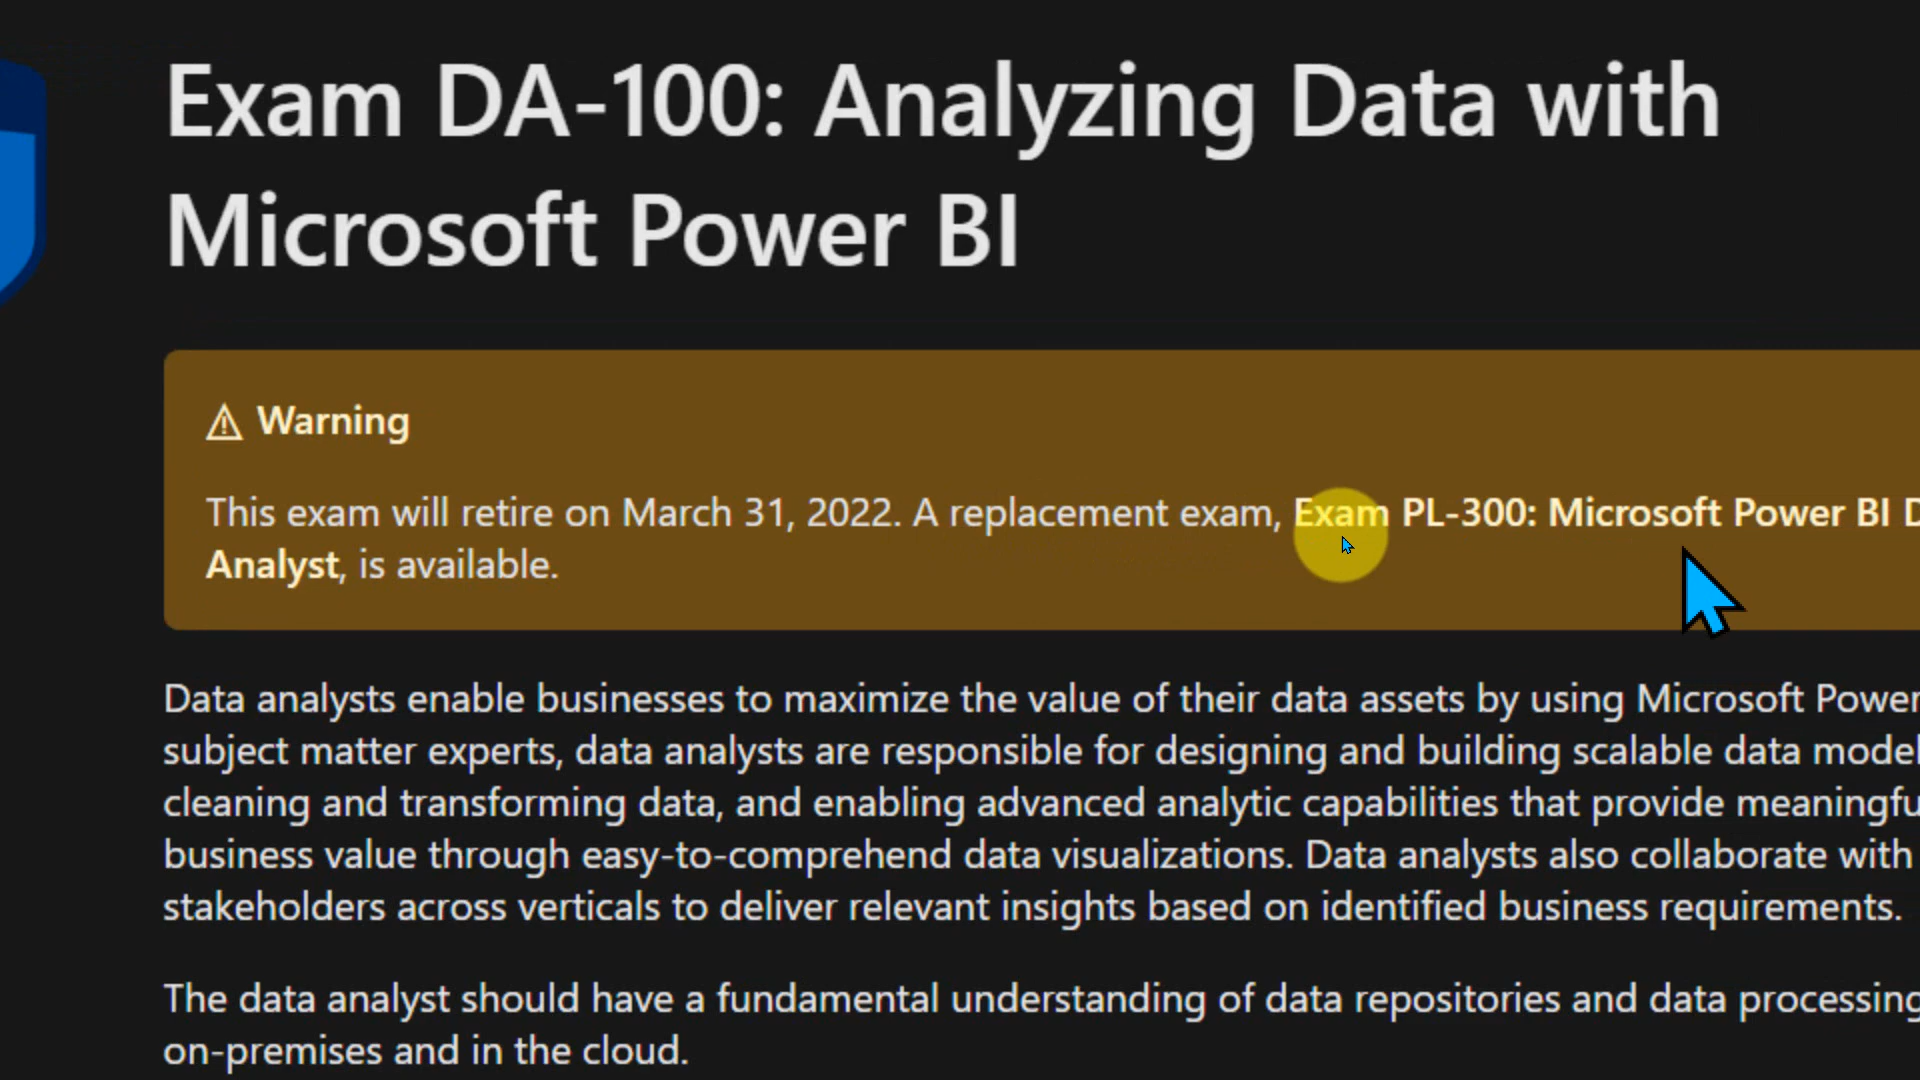 Exam DA-100: Analyzing Data with
Microsoft Power BI
Warning
This exam will retire on March 31, 2022. A replacement exam, Exam PL-300: Microsoft Power BI D
Analyst, is available.
Data analysts enable businesses to maximize the value of their data assets by using Microsoft Power
subject matter experts, data analysts are responsible for designing and building scalable data model
cleaning and transforming data, and enabling advanced analytic capabilities that provide meaningfu
business value through easy-to-comprehend data visualizations. Data analysts also collaborate with
stakeholders across verticals to deliver relevant insights based on identified business requirements.
The data analyst should have a fundamental understanding of data repositories and data processing
on-premises and in the cloud.